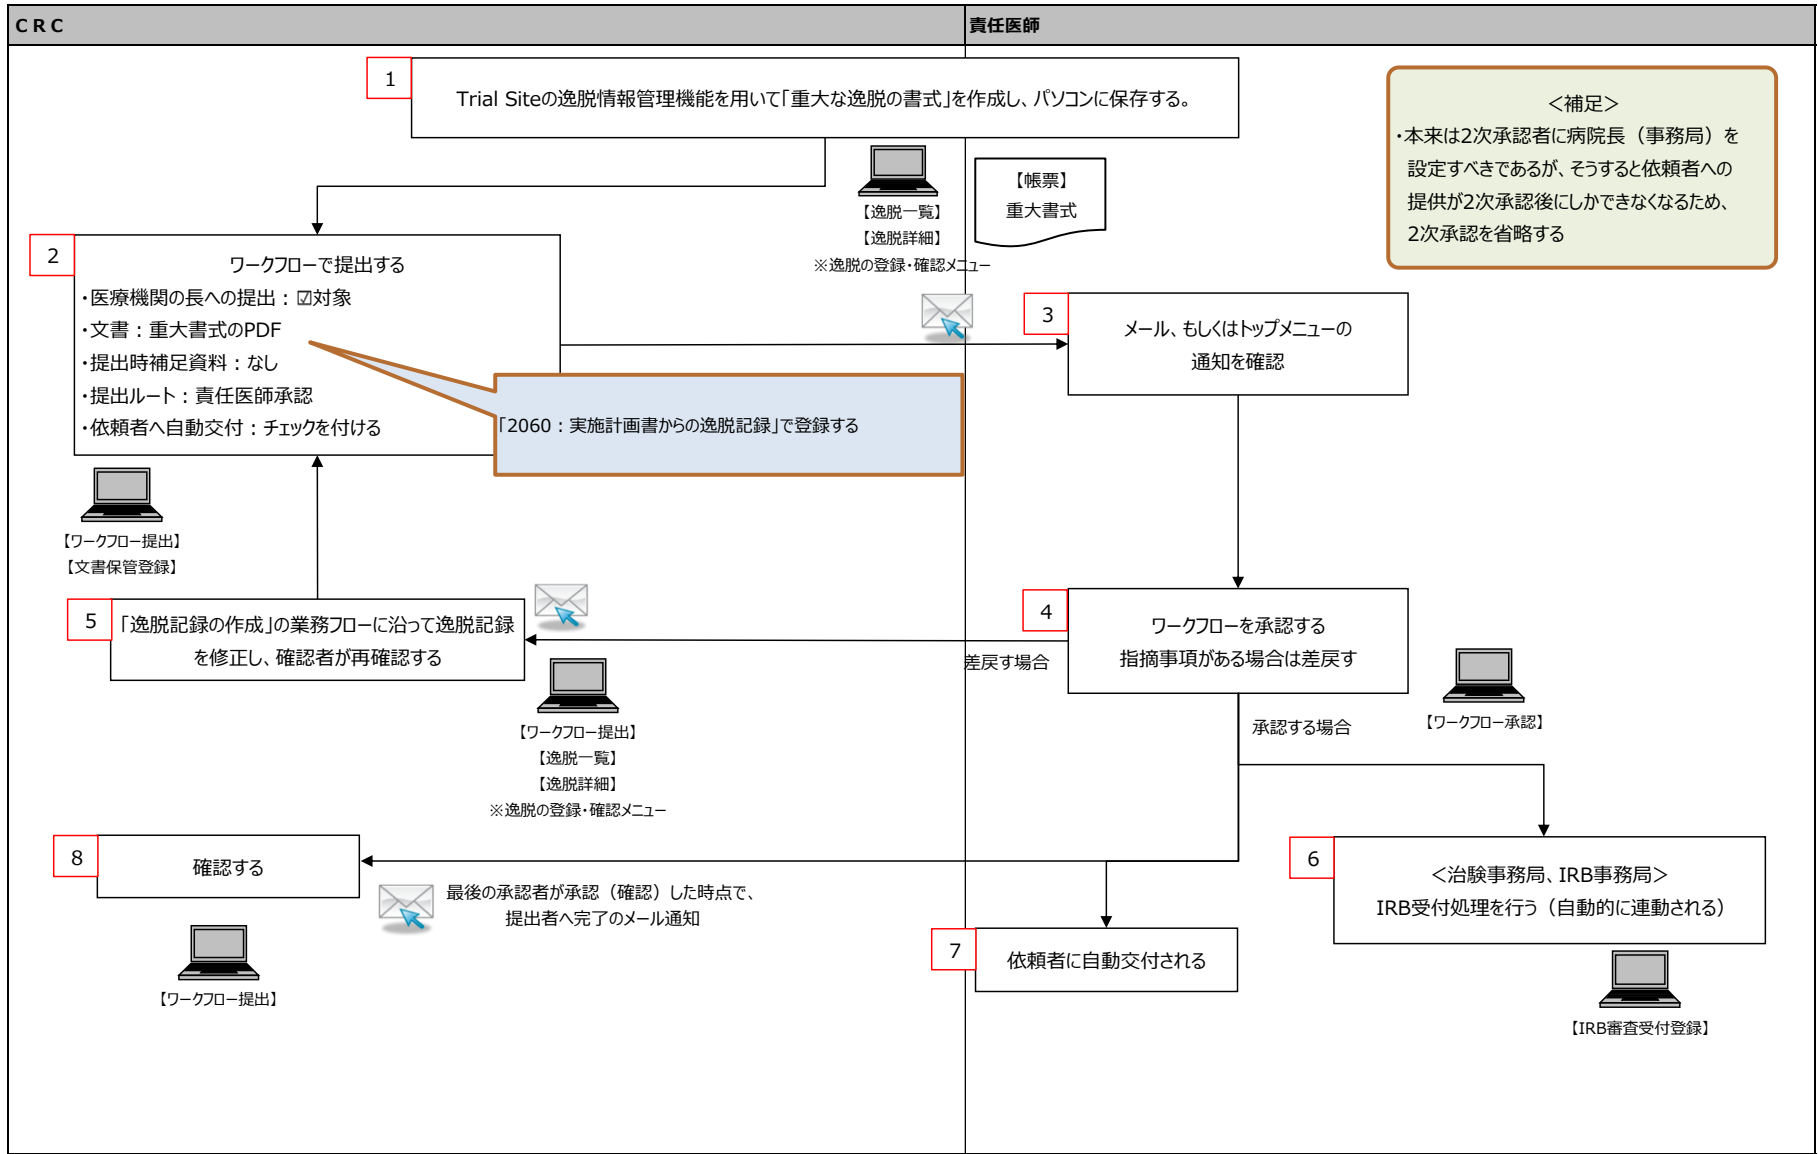 ＣＲＣ
責任医師
1
Trial Siteの逸脱情報管理機能を用いて「重大な逸脱の書式」を作成し、パソコンに保存する。
＜補足＞
・本来は2次承認者に病院長（事務局）を
設定すべきであるが、そうすると依頼者への
提供が2次承認後にしかできなくなるため、
2次承認を省略する
【逸脱一覧】
【逸脱詳細】
※逸脱の登録・確認メニュー
【帳票】
重大書式
2
ワークフローで提出する
・医療機関の長への提出：☑対象
・文書：重大書式のPDF
・提出時補足資料：なし
・提出ルート：責任医師承認
・依頼者へ自動交付：チェックを付ける
「2060：実施計画書からの逸脱記録」で登録する
【ワークフロー提出】
【文書保管登録】
3
メール、もしくはトップメニューの
通知を確認
4
ワークフローを承認する
指摘事項がある場合は差戻す
差戻す場合
承認する場合
【ワークフロー承認】
5
「逸脱記録の作成」の業務フローに沿って逸脱記録
を修正し、確認者が再確認する
【ワークフロー提出】
【逸脱一覧】
【逸脱詳細】
※逸脱の登録・確認メニュー
6
＜治験事務局、IRB事務局＞
IRB受付処理を行う（自動的に連動される）
【IRB審査受付登録】
7
依頼者に自動交付される
8
確認する
最後の承認者が承認（確認）した時点で、
提出者へ完了のメール通知
【ワークフロー提出】